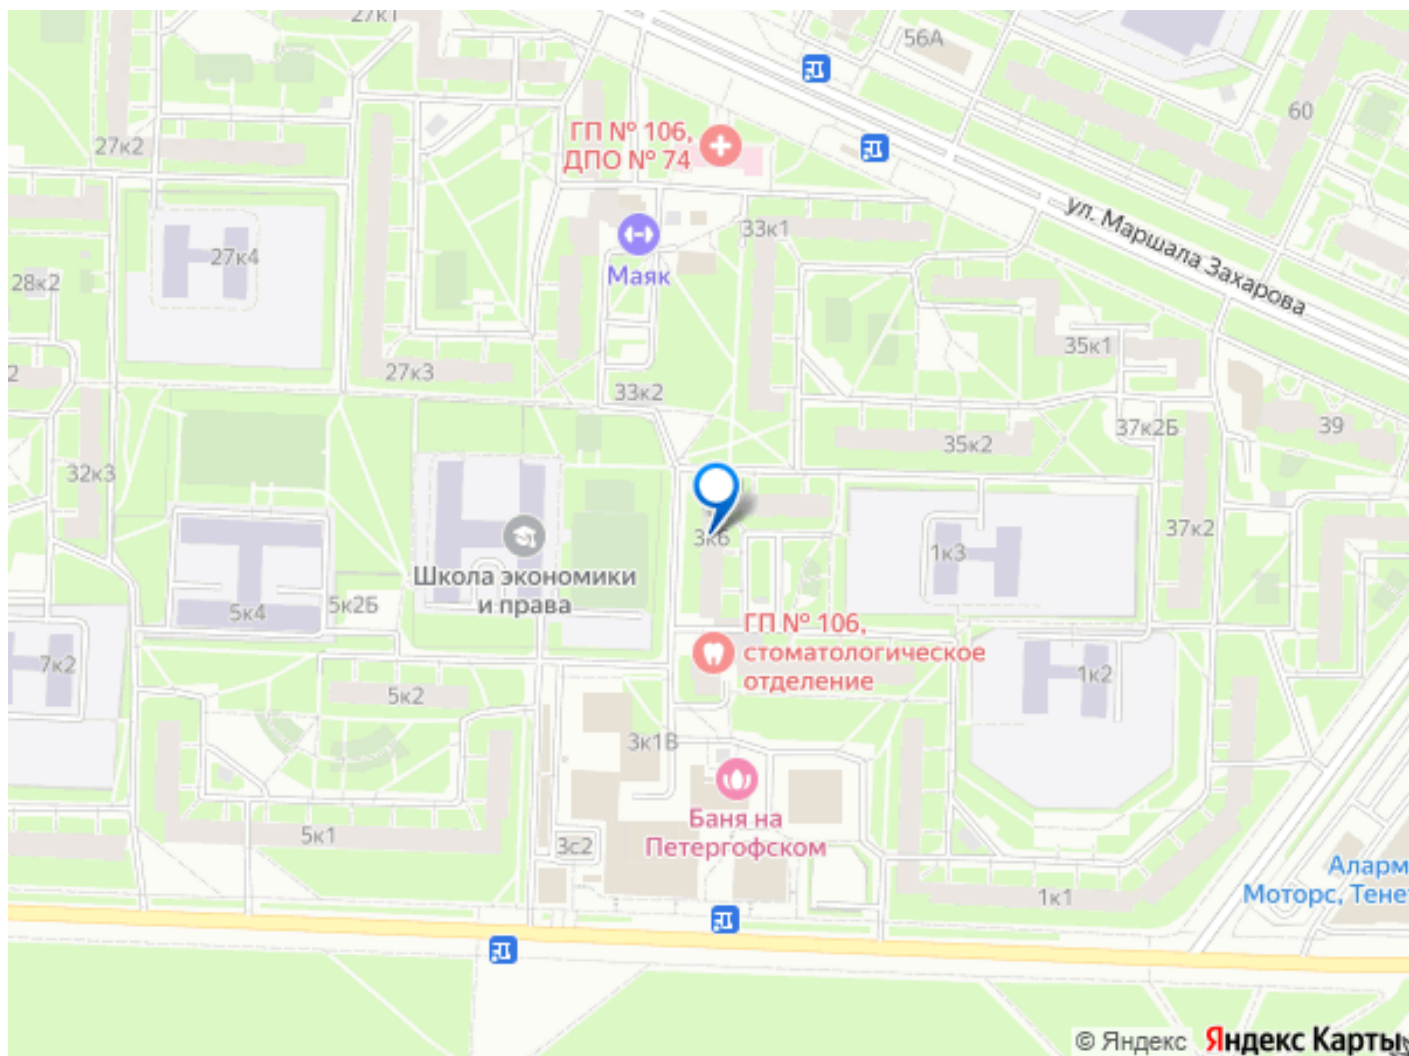 27к1
56А
60
27к2
ГП № 106,
ДПО № 74
ул. Маршала Захарова
33к1
27к4
Маяк
28к2
35к1
2
27к3
33к2
37к2Б
39
35к2
32к3
37к2
3к6
1к3
Школа экономики
и права
5к2Б
5к4
ГП № 106,
стоматологическое
отделение
7к2
1к2
5к2
3к1В
Баня на
Петергофском
5к1
3с2
Аларм
Моторс, Тене
1к1
© Яндекс Яндекс Карты